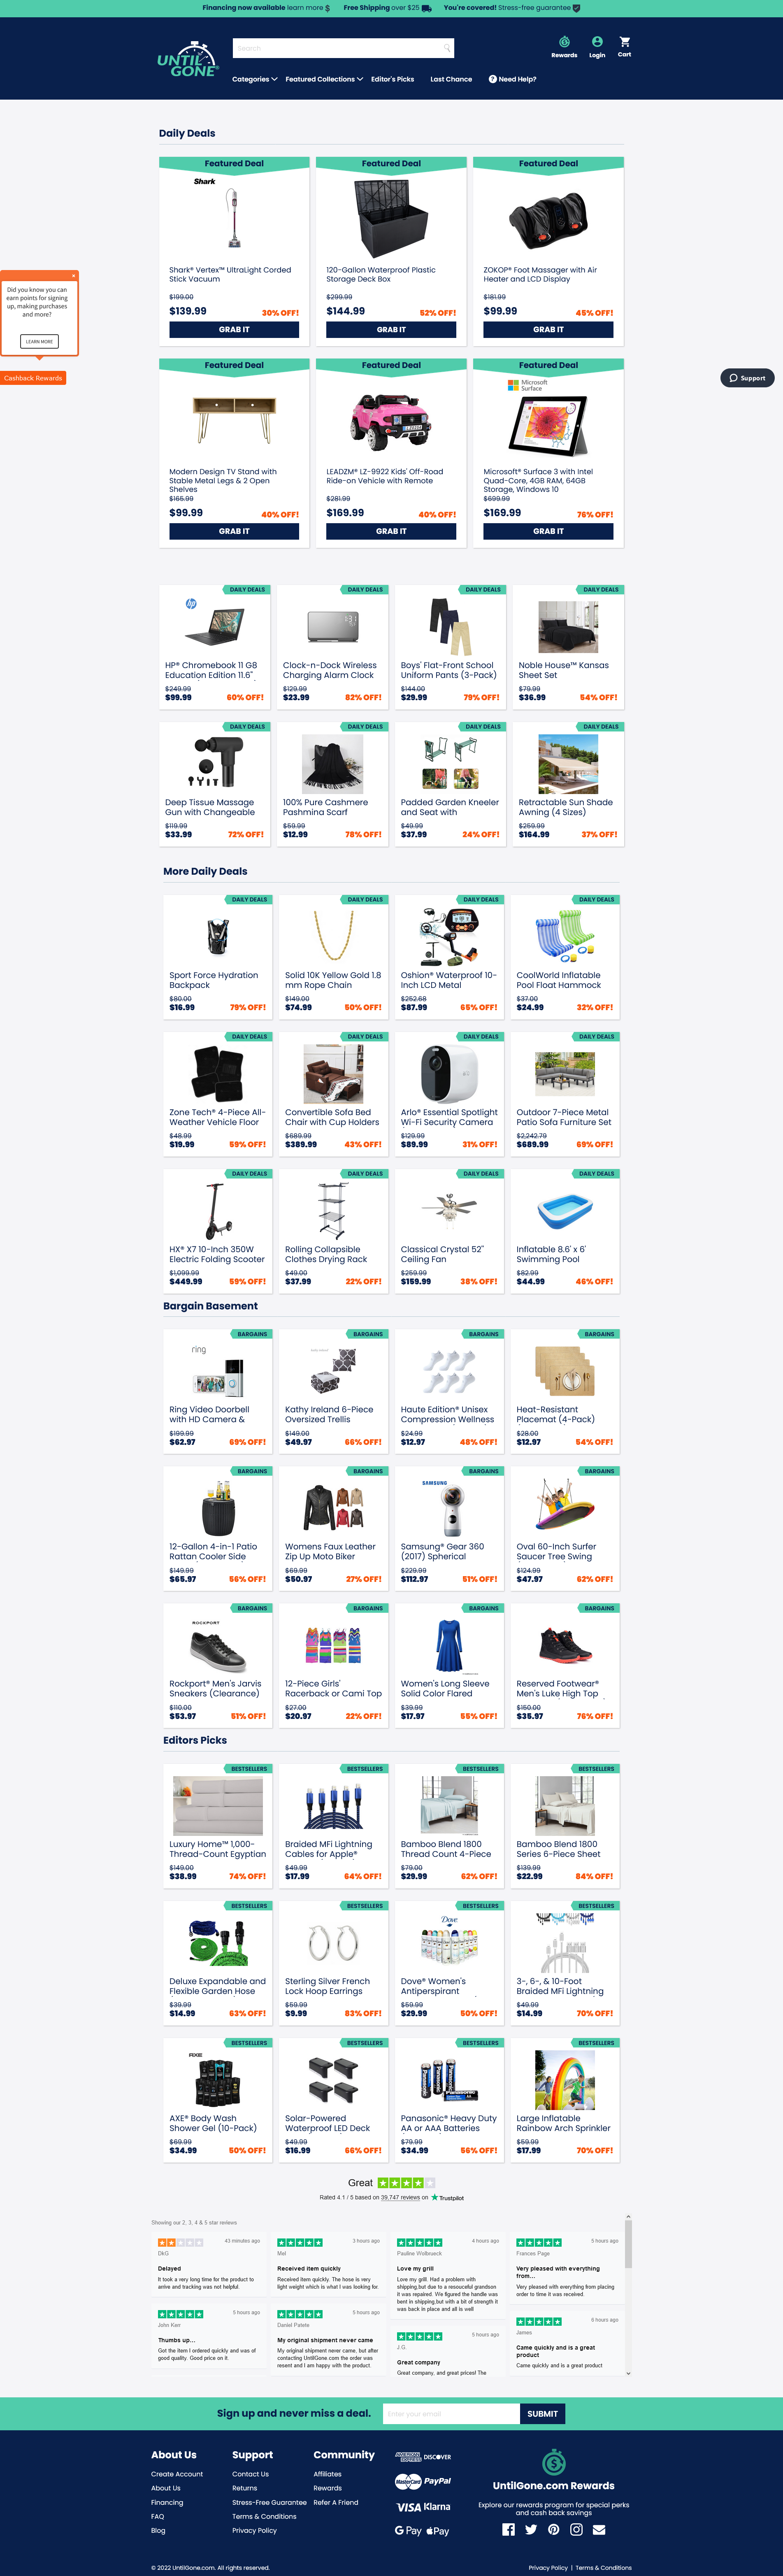 Financing now available learn more $ Free Shipping over $25 You're covered! Stress-free guarantee
UNTIL GONE
Search
Rewards Login Cart
Categories Featured Collections Editor's Picks Last Chance ? Need Help?
Daily Deals
Featured Deal
Shark
Shark® Vertex™ UltraLight Corded
Stick Vacuum
$199.00
$139.99 30% OFF!
GRAB IT
Featured Deal
120-Gallon Waterproof Plastic
Storage Deck Box
$299.99
$144.99 52% OFF!
GRAB IT
Featured Deal
ZOKOP® Foot Massager with Air
Heater and LCD Display
$181.99
$99.99 45% OFF!
GRAB IT
Did you know you can
earn points for signing
up, making purchases
and more?
LEARN MORE
Cashback Rewards
Support
Featured Deal
Modern Design TV Stand with
Stable Metal Legs & 2 Open
Shelves
$165.99
$99.99 40% OFF!
GRAB IT
Featured Deal
LEADZM® LZ-9922 Kids' Off-Road
Ride-on Vehicle with Remote
$281.99
$169.99 40% OFF!
GRAB IT
Featured Deal
Microsoft
Surface
Microsoft® Surface 3 with Intel
Quad-Core, 4GB RAM, 64GB
Storage, Windows 10
$699.99
$169.99 76% OFF!
GRAB IT
DAILY DEALS
hp
HP® Chromebook 11 G8
Education Edition 11.6"
$249.99
$99.99 60% OFF!
DAILY DEALS
Clock-n-Dock Wireless
Charging Alarm Clock
$129.99
$23.99 82% OFF!
DAILY DEALS
Boys' Flat-Front School
Uniform Pants (3-Pack)
$144.00
$29.99 79% OFF!
DAILY DEALS
Noble House™ Kansas
Sheet Set
$79.99
$36.99 54% OFF!
DAILY DEALS
Deep Tissue Massage
Gun with Changeable
$119.99
$33.99 72% OFF!
DAILY DEALS
100% Pure Cashmere
Pashmina Scarf
$59.99
$12.99 78% OFF!
DAILY DEALS
Padded Garden Kneeler
and Seat with
$49.99
$37.99 24% OFF!
DAILY DEALS
Retractable Sun Shade
Awning (4 Sizes)
$259.99
$164.99 37% OFF!
More Daily Deals
DAILY DEALS
Sport Force Hydration
Backpack
$80.00
$16.99 79% OFF!
DAILY DEALS
Solid 10K Yellow Gold 1.8
mm Rope Chain
$149.00
$74.99 50% OFF!
DAILY DEALS
Oshion® Waterproof 10-
Inch LCD Metal
$252.68
$87.99 65% OFF!
DAILY DEALS
CoolWorld Inflatable
Pool Float Hammock
$37.00
$24.99 32% OFF!
DAILY DEALS
Zone Tech® 4-Piece All-
Weather Vehicle Floor
$48.99
$19.99 59% OFF!
DAILY DEALS
Convertible Sofa Bed
Chair with Cup Holders
$689.99
$389.99 43% OFF!
DAILY DEALS
Arlo® Essential Spotlight
Wi-Fi Security Camera
$129.99
$89.99 31% OFF!
DAILY DEALS
Outdoor 7-Piece Metal
Patio Sofa Furniture Set
$2,242.79
$689.99 69% OFF!
DAILY DEALS
HX® X7 10-Inch 350W
Electric Folding Scooter
$1,099.99
$449.99 59% OFF!
DAILY DEALS
Rolling Collapsible
Clothes Drying Rack
$49.00
$37.99 22% OFF!
DAILY DEALS
Classical Crystal 52"
Ceiling Fan
$259.99
$159.99 38% OFF!
DAILY DEALS
Inflatable 8.6' x 6'
Swimming Pool
$82.99
$44.99 46% OFF!
Bargain Basement
BARGAINS
ring
Ring Video Doorbell
with HD Camera &
$199.99
$62.97 69% OFF!
BARGAINS
Kathy Ireland 6-Piece
Oversized Trellis
$149.00
$49.97 66% OFF!
BARGAINS
Haute Edition® Unisex
Compression Wellness
$24.99
$12.97 48% OFF!
BARGAINS
Heat-Resistant
Placemat (4-Pack)
$28.00
$12.97 54% OFF!
BARGAINS
12-Gallon 4-in-1 Patio
Rattan Cooler Side
$149.99
$65.97 56% OFF!
BARGAINS
Womens Faux Leather
Zip Up Moto Biker
$69.99
$50.97 27% OFF!
BARGAINS
SAMSUNG
Samsung® Gear 360
(2017) Spherical
$229.99
$112.97 51% OFF!
BARGAINS
Oval 60-Inch Surfer
Saucer Tree Swing
$124.99
$47.97 62% OFF!
BARGAINS
ROCKPORT
Rockport® Men's Jarvis
Sneakers (Clearance)
$110.00
$53.97 51% OFF!
BARGAINS
12-Piece Girls'
Racerback or Cami Top
$27.00
$20.97 22% OFF!
BARGAINS
Women's Long Sleeve
Solid Color Flared
$39.99
$17.97 55% OFF!
BARGAINS
Reserved Footwear®
Men's Luke High Top
$150.00
$35.97 76% OFF!
Editors Picks
BESTSELLERS
Luxury Home™ 1,000-
Thread-Count Egyptian
$149.00
$38.99 74% OFF!
BESTSELLERS
Braided MFi Lightning
Cables for Apple®
$49.99
$17.99 64% OFF!
BESTSELLERS
Bamboo Blend 1800
Thread Count 4-Piece
$79.00
$29.99 62% OFF!
BESTSELLERS
Bamboo Blend 1800
Series 6-Piece Sheet
$139.99
$22.99 84% OFF!
BESTSELLERS
Deluxe Expandable and
Flexible Garden Hose
$39.99
$14.99 63% OFF!
BESTSELLERS
Sterling Silver French
Lock Hoop Earrings
$59.99
$9.99 83% OFF!
BESTSELLERS
Dove
Dove® Women's
Antiperspirant
$59.99
$29.99 50% OFF!
BESTSELLERS
3-, 6-, & 10-Foot
Braided MFi Lightning
$49.99
$14.99 70% OFF!
BESTSELLERS
AXE
AXE® Body Wash
Shower Gel (10-Pack)
$69.99
$34.99 50% OFF!
BESTSELLERS
Solar-Powered
Waterproof LED Deck
$49.99
$16.99 66% OFF!
BESTSELLERS
Panasonic® Heavy Duty
AA or AAA Batteries
$79.99
$34.99 56% OFF!
BESTSELLERS
Large Inflatable
Rainbow Arch Sprinkler
$59.99
$17.99 70% OFF!
Great
Rated 4.1 / 5 based on 39,747 reviews on Trustpilot
Showing our 2, 3, 4 & 5 star reviews
43 minutes ago
DkG
Delayed
It took a very long time for the product to
arrive and tracking was not helpful.
3 hours ago
Mel
Received item quickly
Received item quickly. The hose is very
light weight which is what I was looking for.
4 hours ago
Pauline Wolbrueck
Love my grill
Lore my grill. Had a problem with
shipping,but due to a resourceful grandson
it was repaired. We figured the handle was
bent in shipping,but with a bit of strength it
was back in place and all is well
5 hours ago
Frances Page
Very pleased with everything
from…
Very pleased with everything from placing
order to time it was received.
5 hours ago
John Kerr
Thumbs up…
Got the item I ordered quickly and was of
good quality. Good price on it.
5 hours ago
Daniel Patete
My original shipment never came
My original shipment never came, but after
contacting UntilGone.com the order was
resent and I am happy with the product.
5 hours ago
J.G
Great company
Great company, and great prices! The
6 hours ago
James
Came quickly and is a great
product
Came quickly and is a great product
Sign up and never miss a deal. Enter your email SUBMIT
About Us
Create Account
About Us
Financing
FAQ
Blog
Support
Contact Us
Returns
Stress-Free Guarantee
Terms & Conditions
Privacy Policy
Community
Affiliates
Rewards
Refer A Friend
AMERICAN EXPRESS DISCOVER
MasterCard PayPal
VISA Klarna
G Pay Pay
UntilGone.com Rewards
Explore our rewards program for special perks
and cash back savings
© 2022 UntilGone.com. All rights reserved.
Privacy Policy | Terms & Conditions